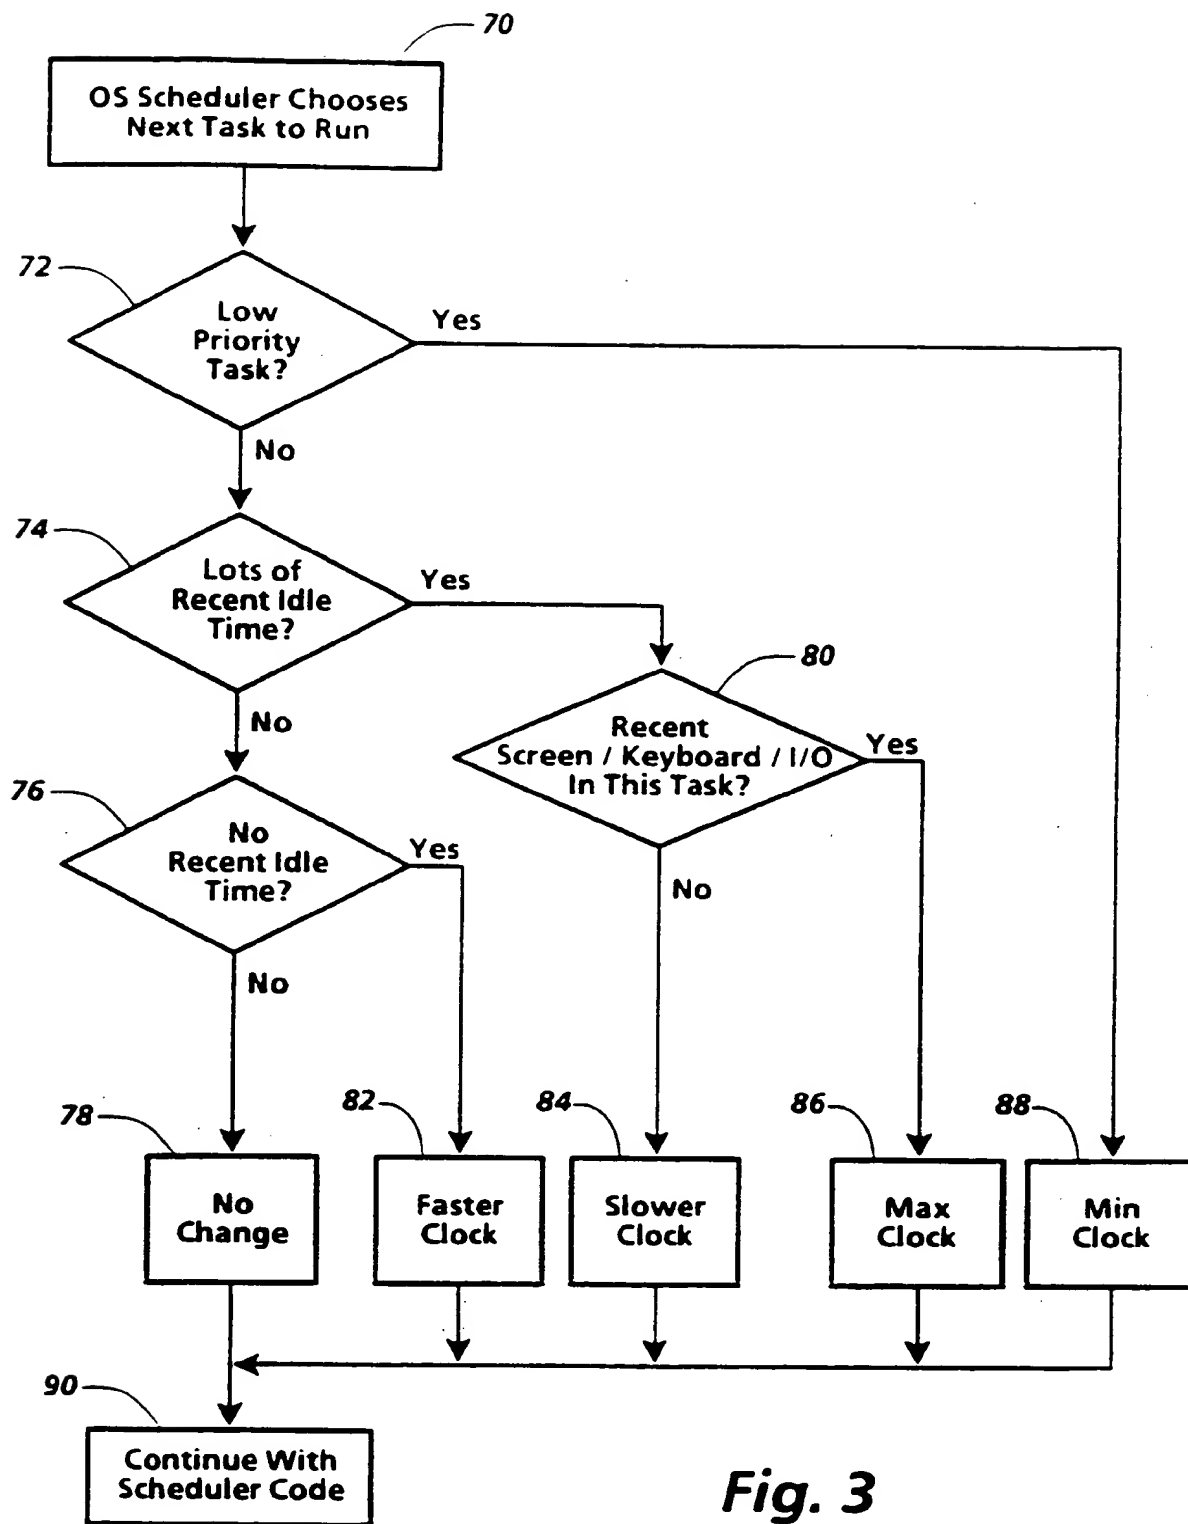 70
OS Scheduler Chooses
Next Task to Run
72
Low
Priority
Task?
Yes
No
74
Lots of
Recent Idle
Time?
Yes
No
80
Recent
Screen / Keyboard / I/O
In This Task?
Yes
No
76
No
Recent Idle
Time?
Yes
No
78
No
Change
82
Faster
Clock
84
Slower
Clock
86
Max
Clock
88
Min
Clock
90
Continue With
Scheduler Code
Fig. 3